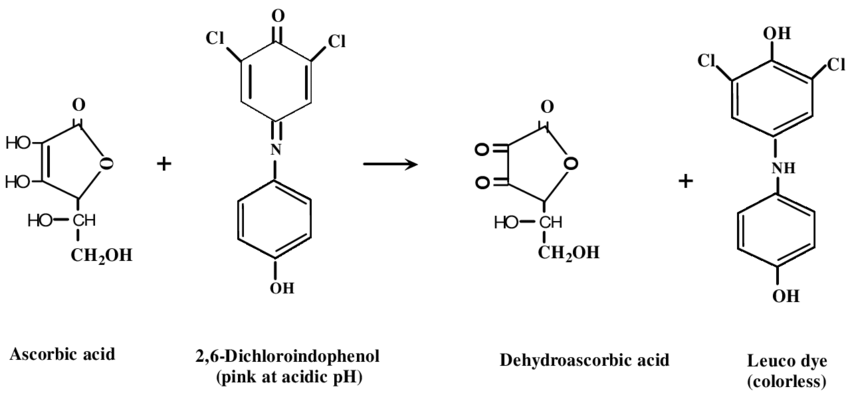 O
Cl
Cl
O
HO
O
HO
HO CH
CH2OH
+
N
OH
O
O
O
O
HO CH
CH2OH
+
OH
Cl
Cl
NH
OH
Ascorbic acid
2,6-Dichloroindophenol
(pink at acidic pH)
Dehydroascorbic acid
Leuco dye
(colorless)